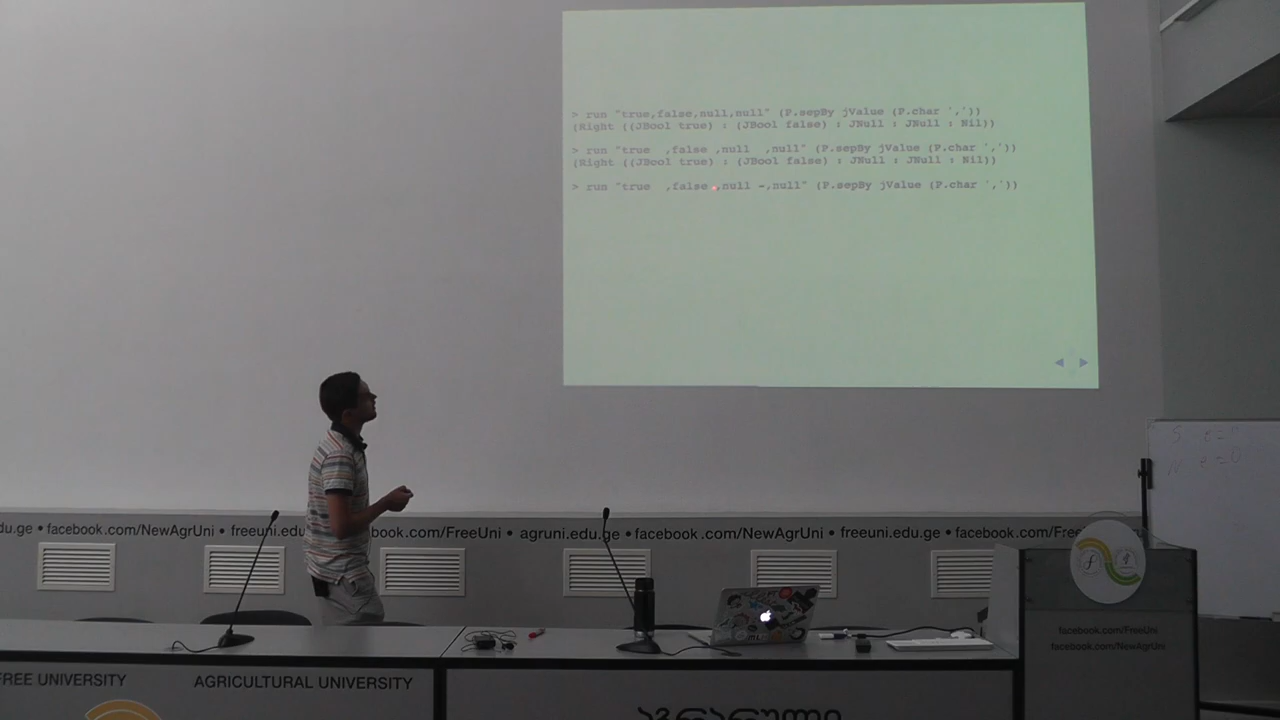 > run "true,false,null,null" (P.sepBy jValue (P.char ','))
(Right ((JBool true) : (JBool false) : JNull : JNull : Nil))
> run "true  ,false ,null  ,null" (P.sepBy jValue (P.char ','))
(Right ((JBool true) : (JBool false) : JNull : JNull : Nil))
> run "true  ,false ,null -,null" (P.sepBy jValue (P.char ','))
du.ge • facebook.com/NewAgrUni • freeuni.edu facebook.com/FreeUni • agruni.edu.ge • facebook.com/NewAgrUni • freeuni.edu.ge • facebook.com/Free
facebook.com/FreeUni
facebook.com/NewAgrUni
FREE UNIVERSITY
AGRICULTURAL UNIVERSITY